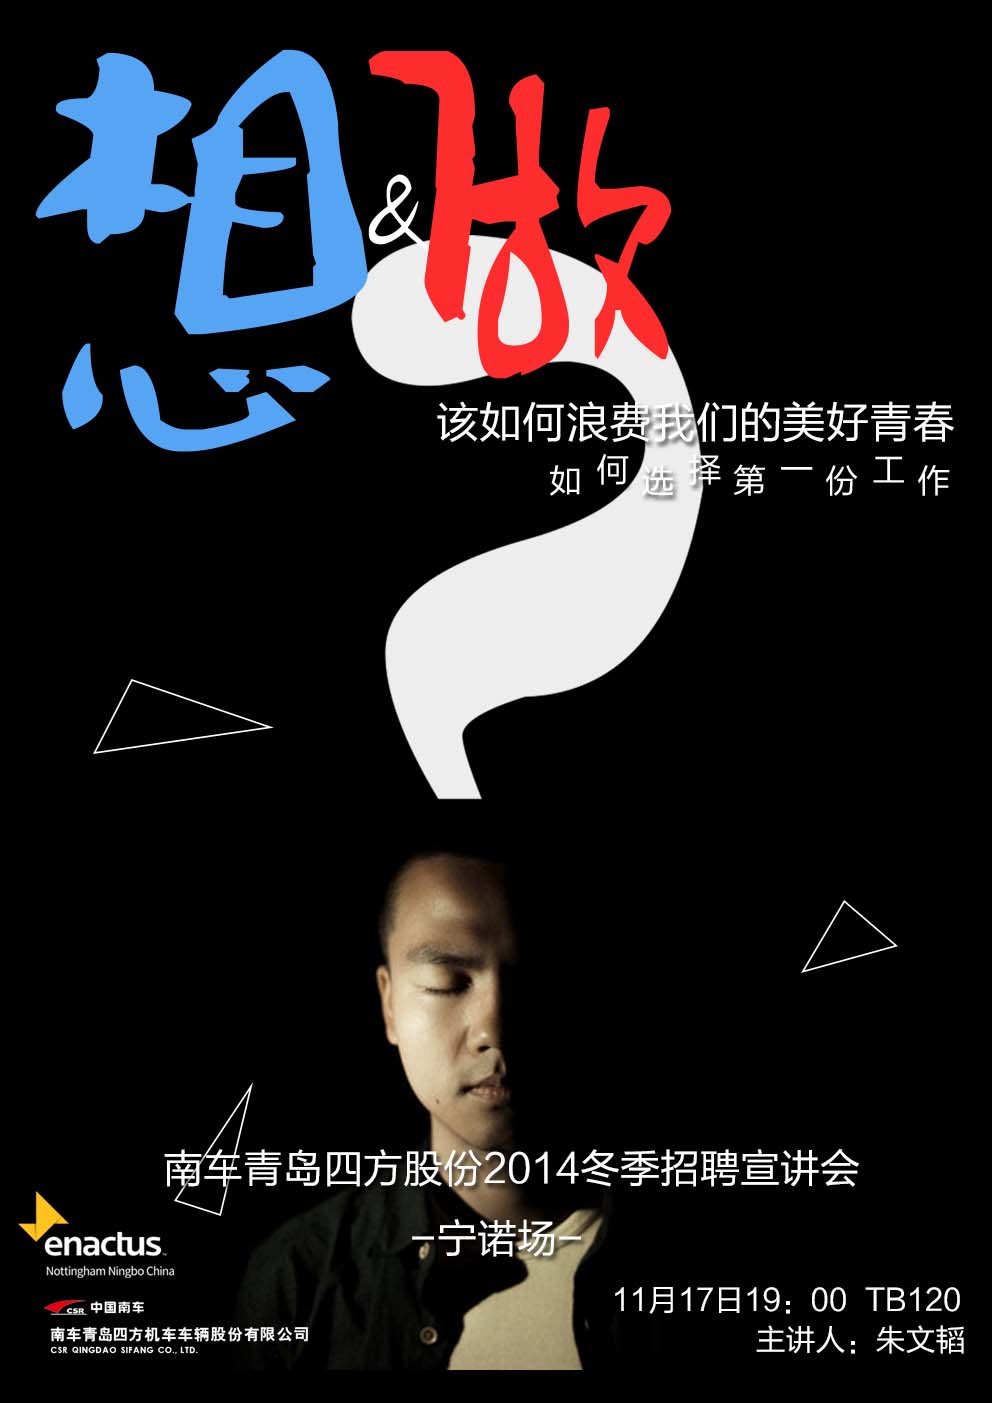 想&做
该如何浪费我们的美好青春
如何选择第一份工作
南车青岛四方股份2014冬季招聘宣讲会
-宁诺场-
enactus
Nottingham Ningbo China
CSR 中国南车
南车青岛四方机车车辆股份有限公司
CSR QINGDAO SIFANG CO., LTD.
11月17日19：00 TB120
主讲人：朱文韬